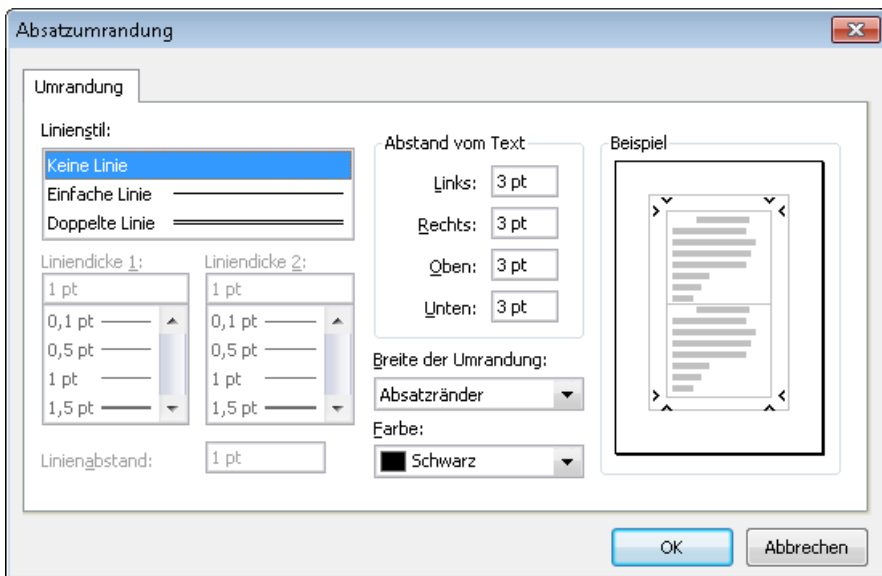 Absatzumrandung
Umrandung
Linienstil:
Keine Linie
Einfache Linie
Doppelte Linie
Liniendicke 1:
1 pt
0,1 pt
0,5 pt
1 pt
1,5 pt
Liniendicke 2:
1 pt
0,1 pt
0,5 pt
1 pt
1,5 pt
Linienabstand:
1 pt
Abstand vom Text
Links: 3 pt
Rechts: 3 pt
Oben: 3 pt
Unten: 3 pt
Breite der Umrandung:
Absatzränder
Farbe:
Schwarz
Beispiel
OK
Abbrechen